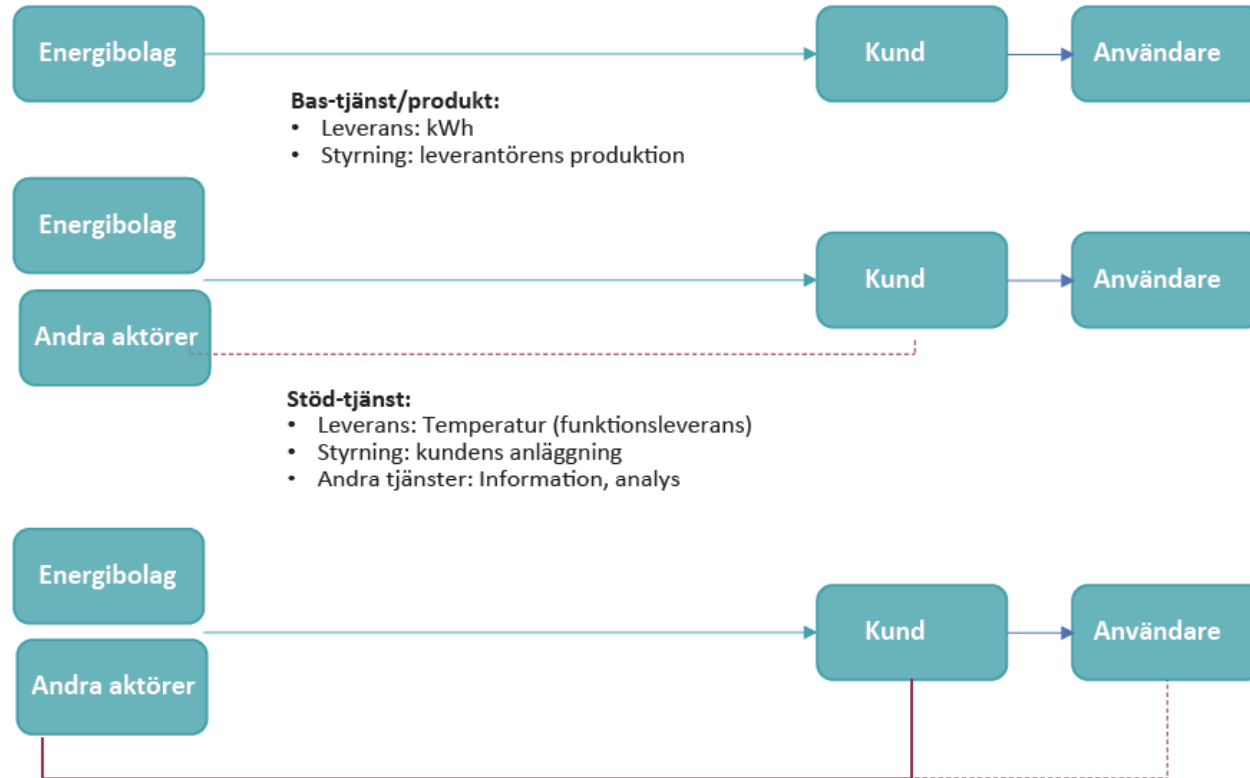 Energibolag
Kund
Användare
Bas-tjänst/produkt:
• Leverans: kWh
• Styrning: leverantörens produktion
Energibolag
Andra aktörer
Kund
Användare
Stöd-tjänst:
• Leverans: Temperatur (funktionsleverans)
• Styrning: kundens anläggning
• Andra tjänster: Information, analys
Energibolag
Andra aktörer
Kund
Användare